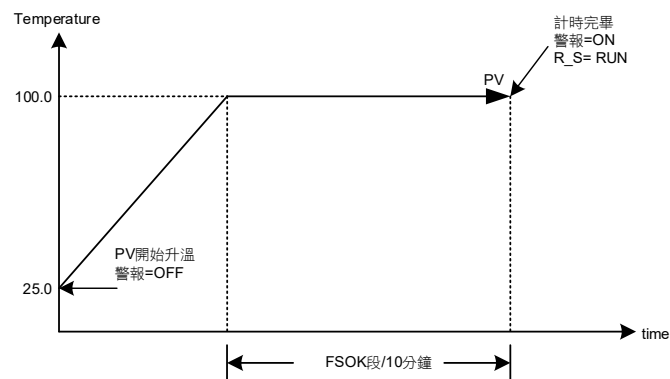 Temperature
計時完畢
警報=ON
R_S= RUN
PV
100.0
PV開始升溫
警報=OFF
25.0
time
FSOK段/10分鐘